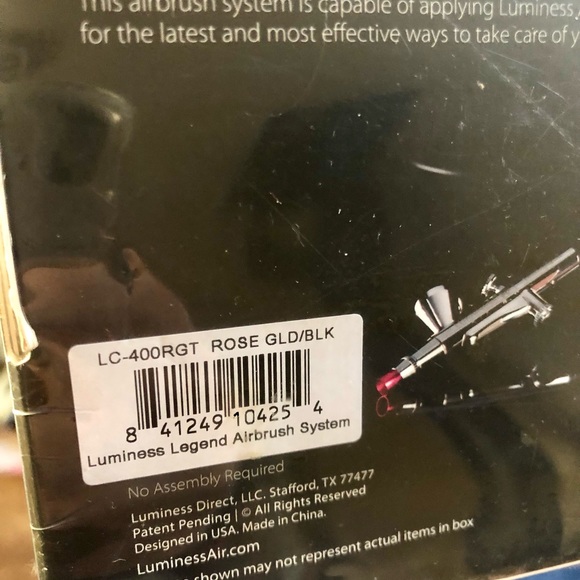 This airbrush system is capable of applying Luminess
for the latest and most effective ways to take care of
LC-400RGT ROSE GLD/BLK
8 41249 10425 4
Luminess Legend Airbrush System
No Assembly Required
Luminess Direct, LLC. Stafford, TX 77477
Patent Pending | © All Rights Reserved
Designed in USA. Made in China.
LuminessAir.com
shown may not represent actual items in box